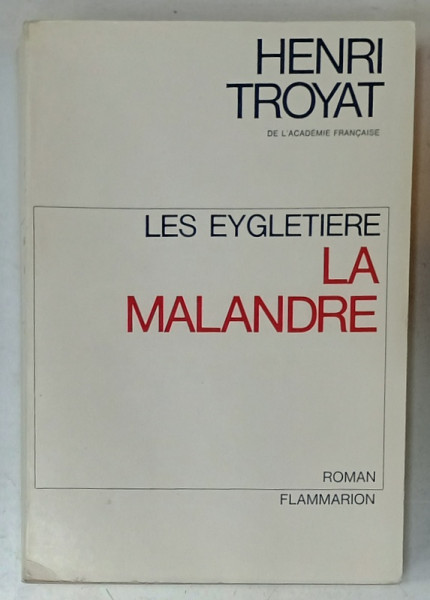 HENRI
TROYAT
DE L'ACADÉMIE FRANÇAISE
LES EYGLETIERE
LA
MALANDRE
ROMAN
FLAMMARION